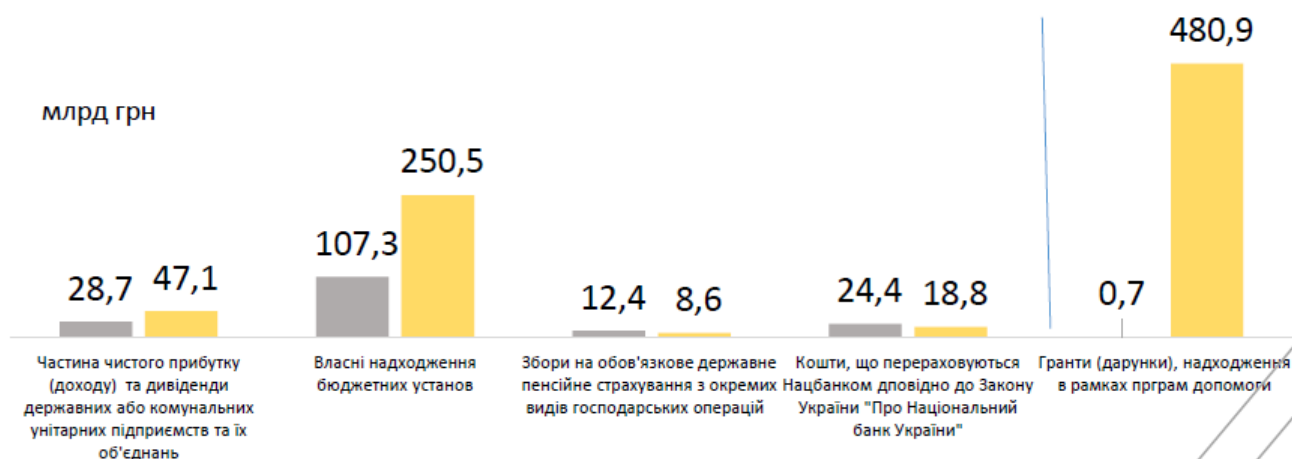 480,9
млрд грн
250,5
107,3
28,7 47,1
12,4 8,6
24,4 18,8
0,7
Частина чистого прибутку
(доходу) та дивіденди
державних або комунальних
унітарних підприємств та їх
об'єднань
Власні надходження
бюджетних установ
Збори на обов'язкове державне
пенсійне страхування з окремих
видів господарських операцій
Кошти, що перераховуються
Нацбанком дповідно до Закону
України "Про Національний
банк України"
Гранти (дарунки), надходження
в рамках прграм допомоги